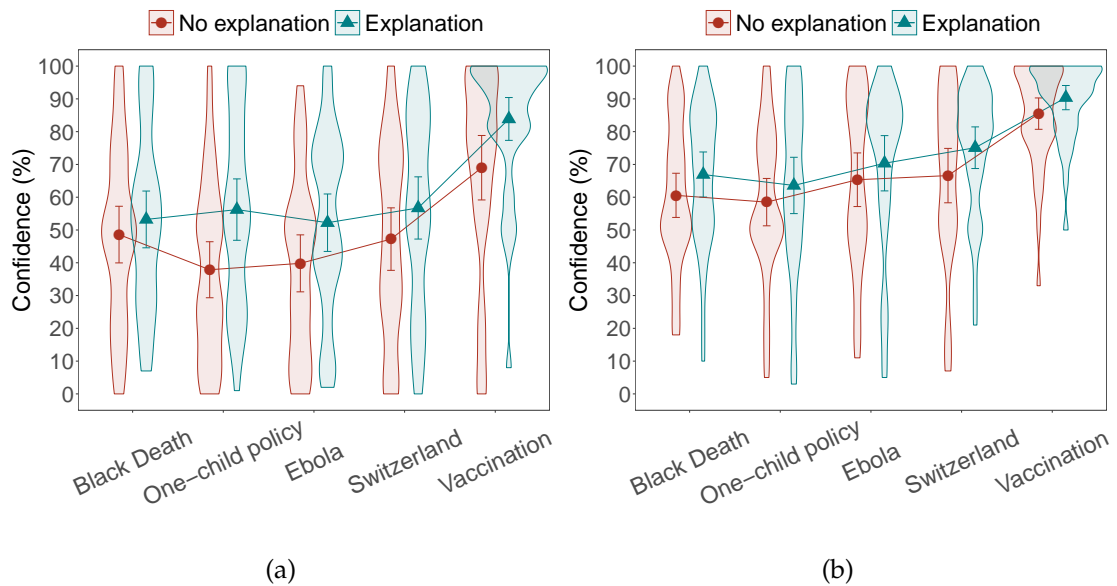 No explanation Explanation
Confidence (%)
100
90
80
70
60
50
40
30
20
10
0
Black Death
One-child policy
Ebola
Switzerland
Vaccination
(a)
No explanation Explanation
Confidence (%)
100
90
80
70
60
50
40
30
20
10
0
Black Death
One-child policy
Ebola
Switzerland
Vaccination
(b)